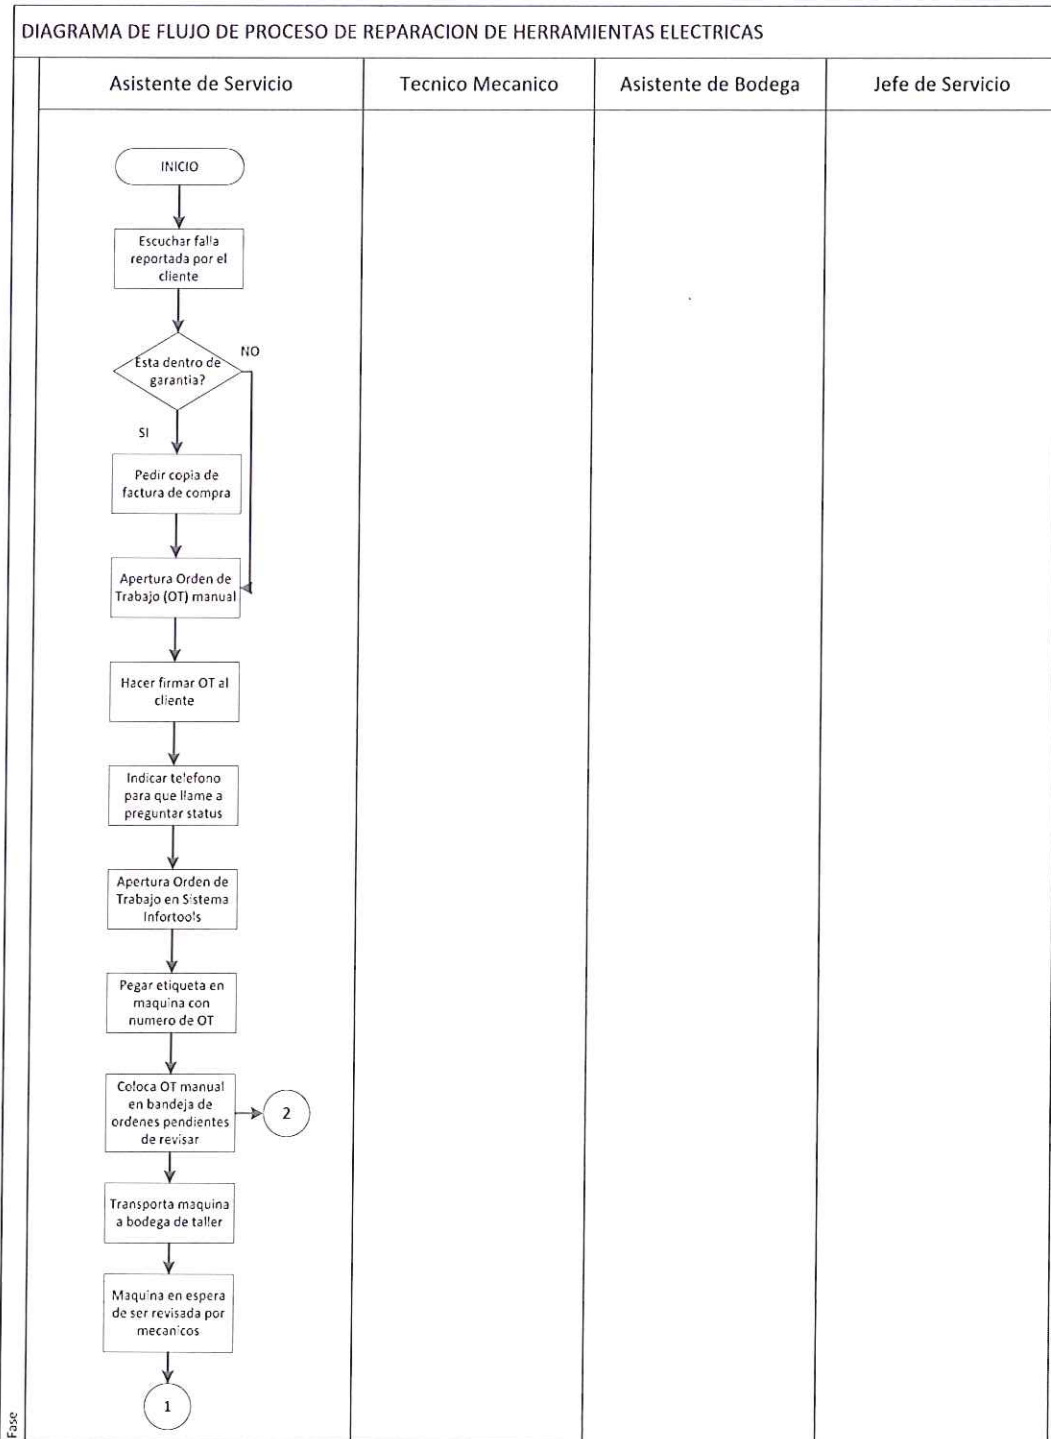 DIAGRAMA DE FLUJO DE PROCESO DE REPARACION DE HERRAMIENTAS ELECTRICAS
Asistente de Servicio
Tecnico Mecanico
Asistente de Bodega
Jefe de Servicio
INICIO
Escuchar falla
reportada por el
cliente
Esta dentro de
garantia?
NO
SI
Pedir copia de
factura de compra
Apertura Orden de
Trabajo (OT) manual
Hacer firmar OT al
cliente
Indicar telefono
para que llame a
preguntar status
Apertura Orden de
Trabajo en Sistema
Infortools
Pegar etiqueta en
maquina con
numero de OT
Coloca OT manual
en bandeja de
ordenes pendientes
de revisar
2
Transporta maquina
a bodega de taller
Maquina en espera
de ser revisada por
mecanicos
1
Fase